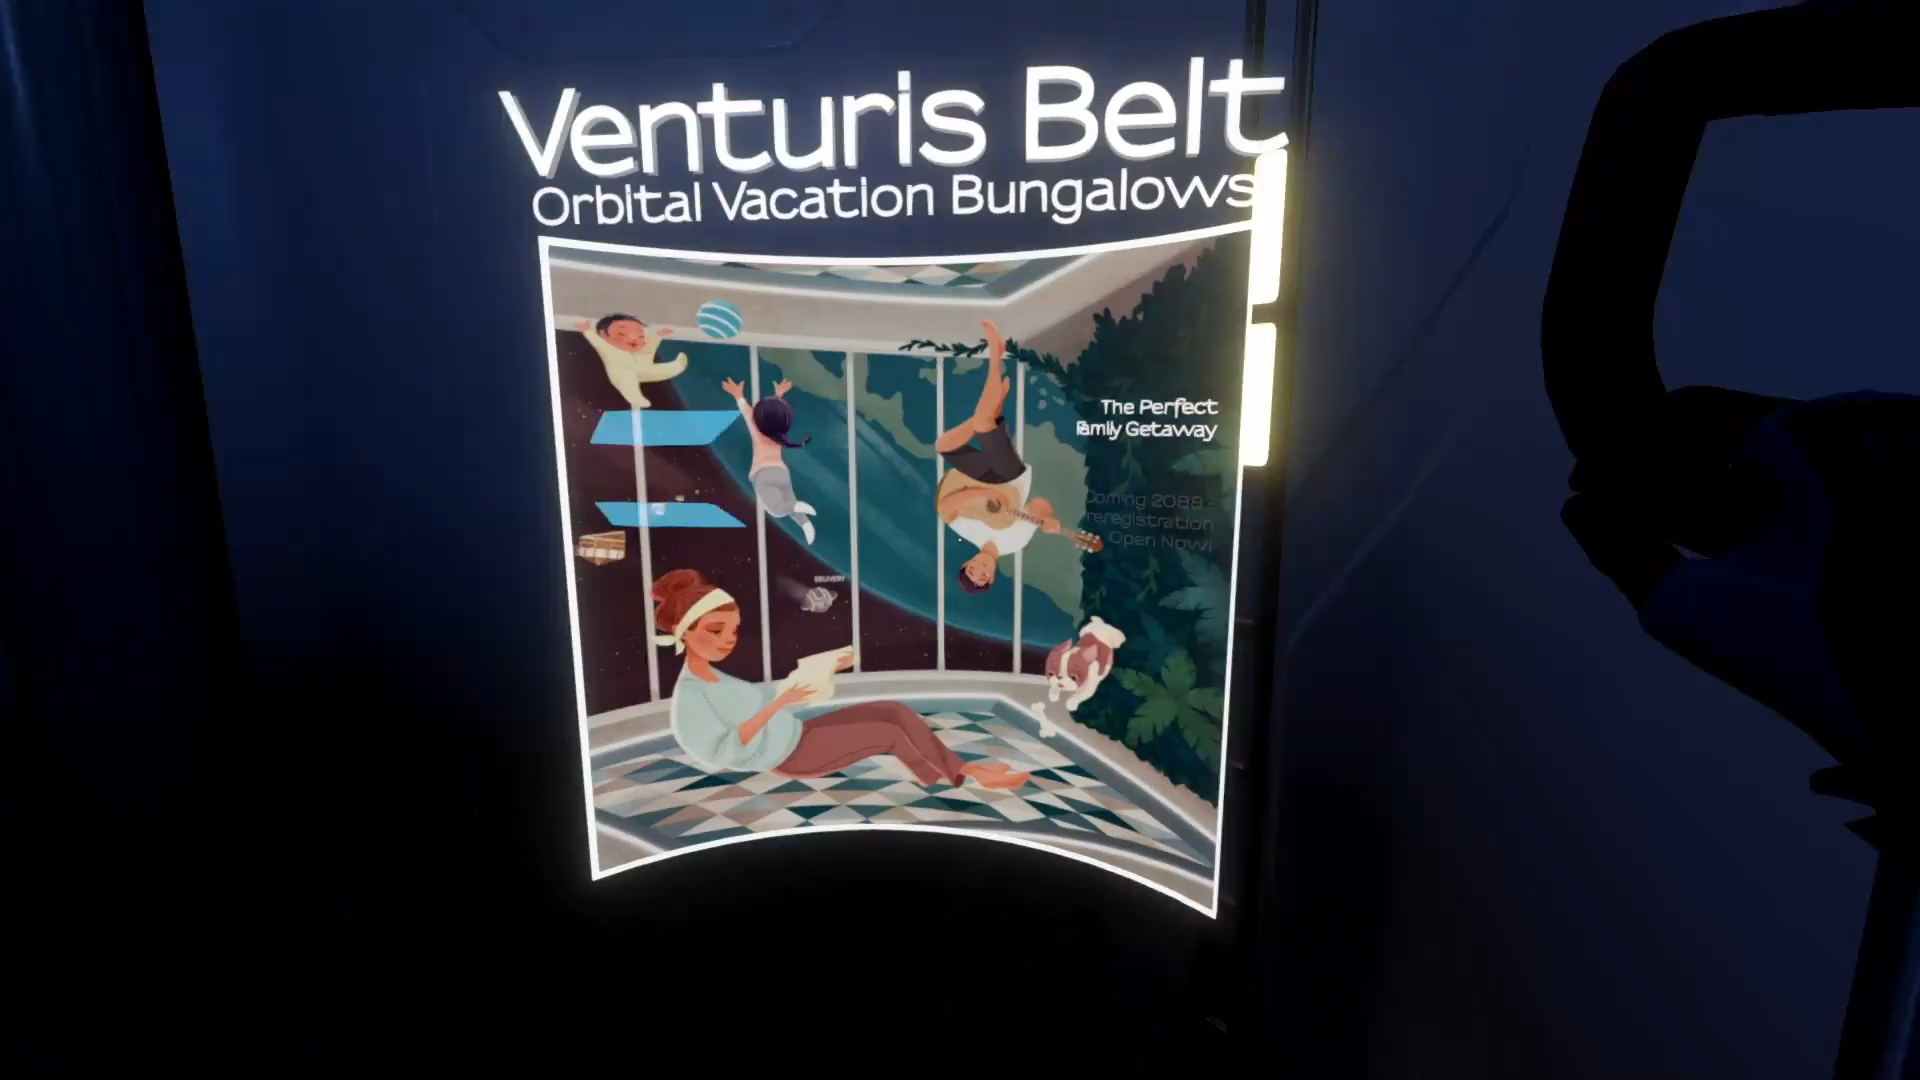 Venturis Belt
Orbital Vacation Bungalows
The Perfect
Family Getaway
Coming 2088 -
Preregistration
Open Now!
DELIVERY